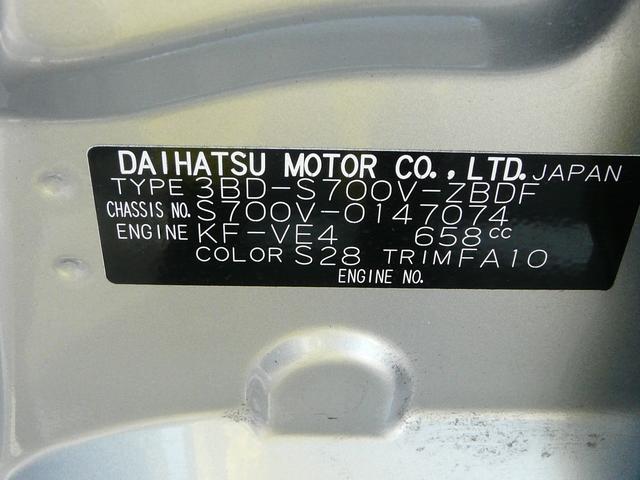 DAIHATSU MOTOR CO., LTD. JAPAN
TYPE 3BD-S700V-ZBDF
CHASSIS NO. S700V-0147074
ENGINE KF-VE4 658cc
COLOR S28 TRIM FA10
ENGINE NO.